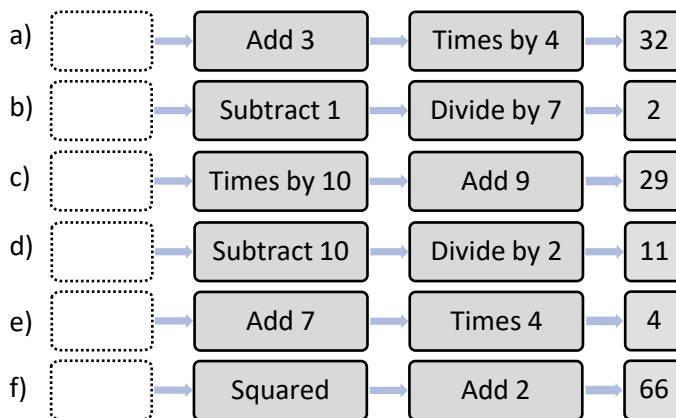 a) Add 3 Times by 4 32
b) Subtract 1 Divide by 7 2
c) Times by 10 Add 9 29
d) Subtract 10 Divide by 2 11
e) Add 7 Times 4 4
f) Squared Add 2 66